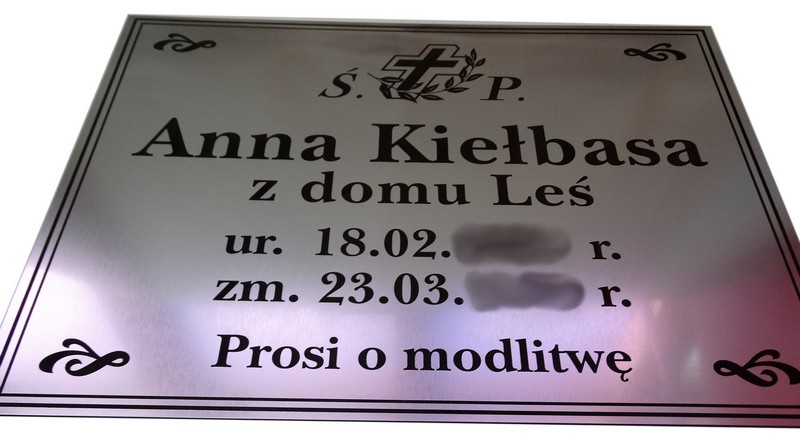 Ś. P.
Anna Kiełbasa
z domu Leś
ur. 18.02. r.
zm. 23.03. r.
Prosi o modlitwę